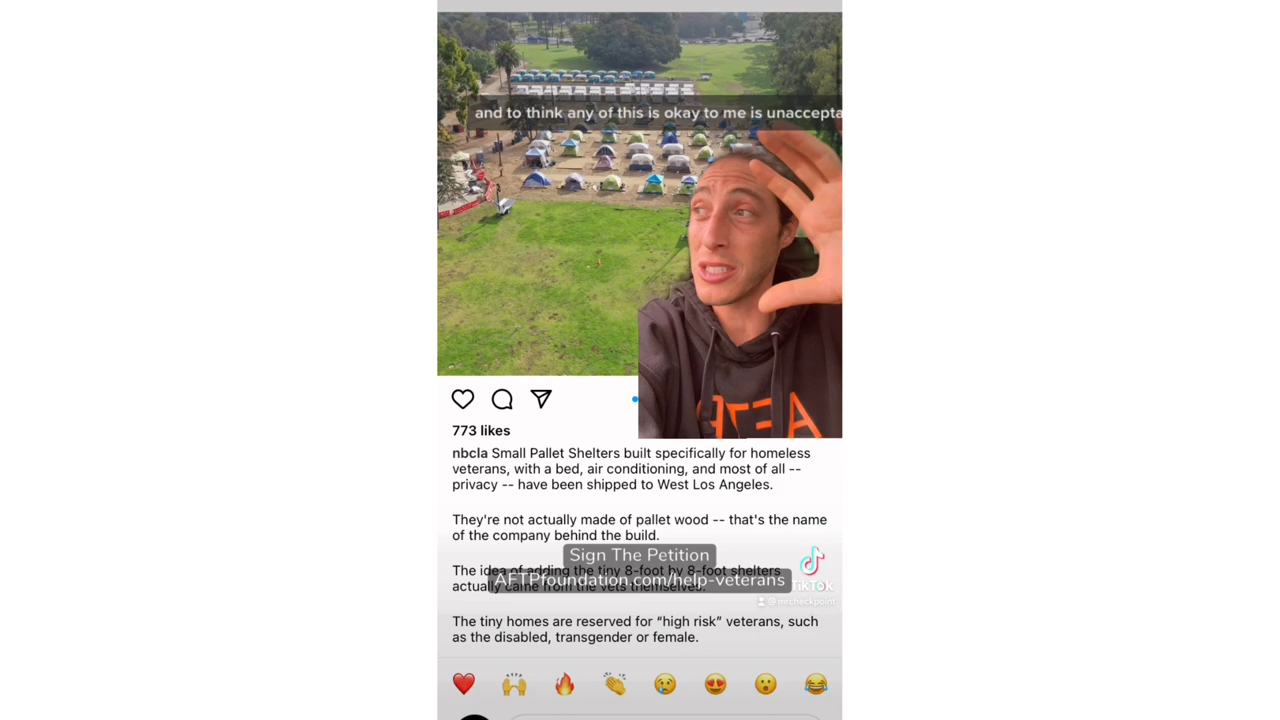 and to think any of this is okay to me is unaccepta
AFTP
773 likes
nbcla Small Pallet Shelters built specifically for homeless
veterans, with a bed, air conditioning, and most of all --
privacy -- have been shipped to West Los Angeles.
They're not actually made of pallet wood -- that's the name
of the company behind the build.
Sign The Petition
The idea of adding the tiny 8-foot by 8-foot shelters
AFTPfoundation.com/help-veterans
actually came from the vets themselves.
TikTok
@mrcheckpoint
The tiny homes are reserved for “high risk” veterans, such
as the disabled, transgender or female.